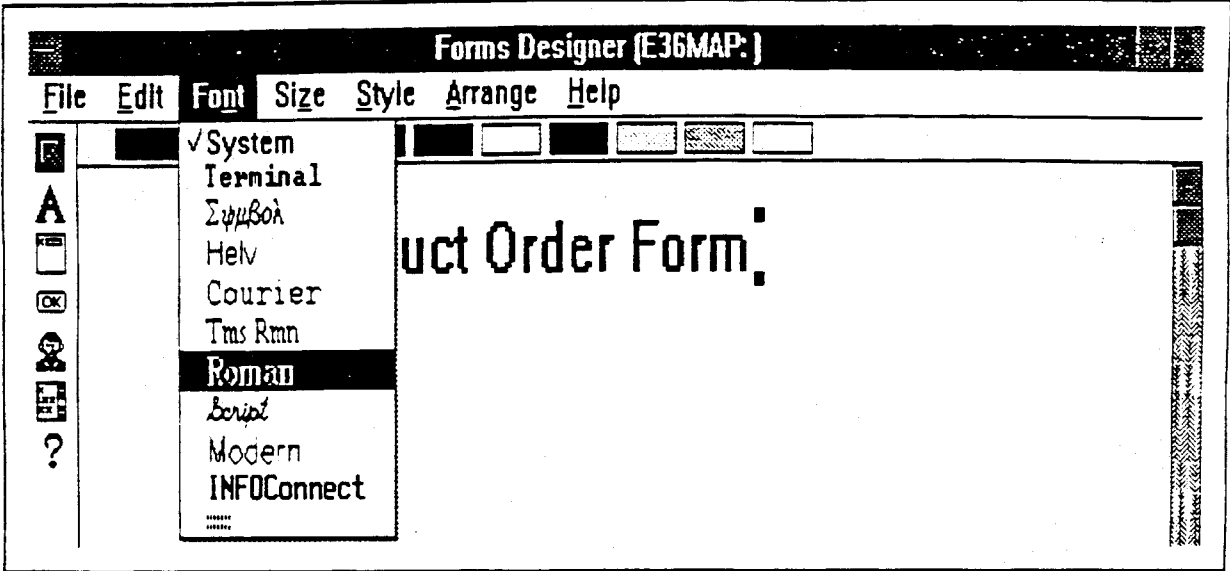 Forms Designer (E36MAP: )
File Edit Font Size Style Arrange Help
✓System
Terminal
Σψμβολ
Helv
Courier
Tms Rmn
Roman
Script
Modern
INFOConnect
uct Order Form
A
OK
?